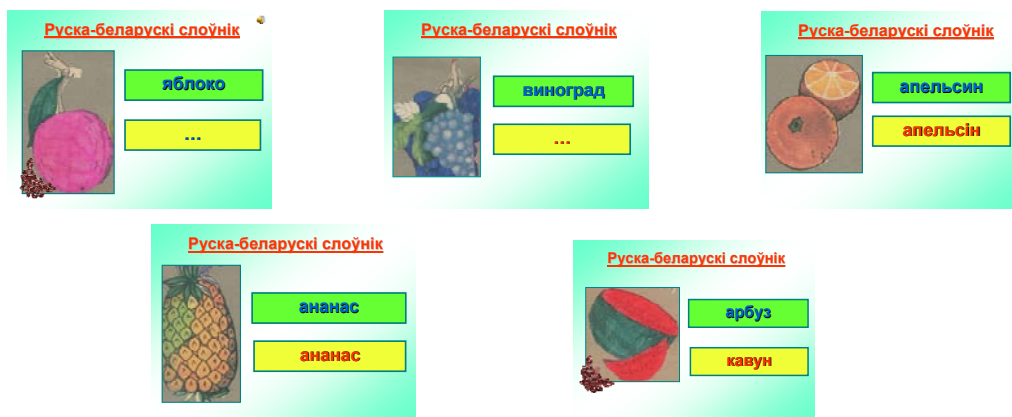 Руска-беларускі слоўнік
яблоко
...
Руска-беларускі слоўнік
виноград
...
Руска-беларускі слоўнік
апельсин
апельсін
Руска-беларускі слоўнік
ананас
ананас
Руска-беларускі слоўнік
арбуз
кавун